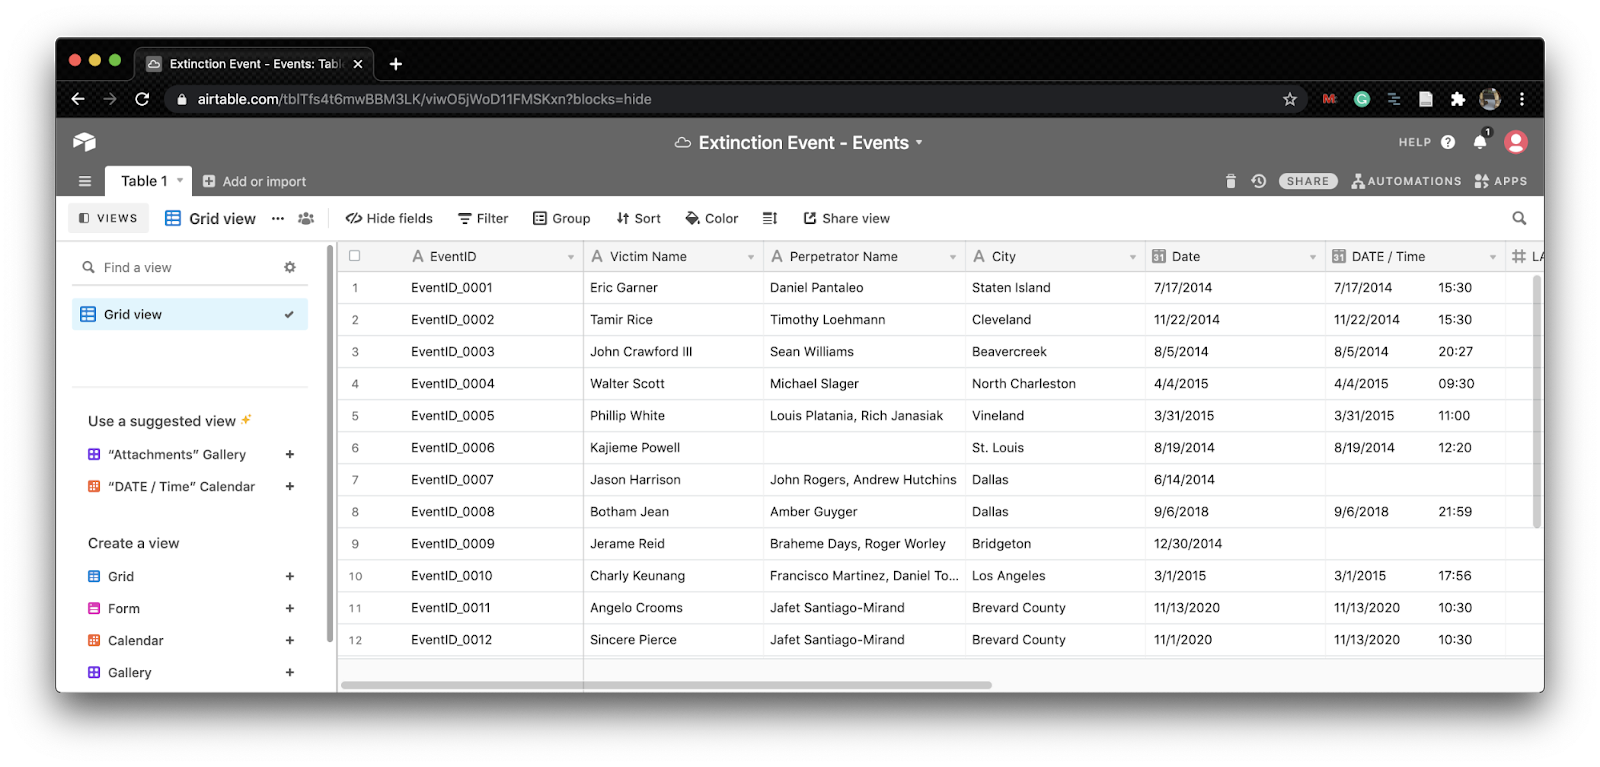 Extinction Event - Events: Tabl
airtable.com/tblTfs4t6mwBBM3LK/viwO5jWoD11FMSKxn?blocks=hide
Extinction Event - Events
HELP
1
Table 1
Add or import
SHARE
AUTOMATIONS
APPS
VIEWS
Grid view
Hide fields
Filter
Group
Sort
Color
Share view
Find a view
Grid view
Use a suggested view
“Attachments” Gallery
“DATE / Time” Calendar
Create a view
Grid
Form
Calendar
Gallery
EventID Victim Name Perpetrator Name City Date DATE / Time LA
1 EventID_0001 Eric Garner Daniel Pantaleo Staten Island 7/17/2014 7/17/2014 15:30
2 EventID_0002 Tamir Rice Timothy Loehmann Cleveland 11/22/2014 11/22/2014 15:30
3 EventID_0003 John Crawford III Sean Williams Beavercreek 8/5/2014 8/5/2014 20:27
4 EventID_0004 Walter Scott Michael Slager North Charleston 4/4/2015 4/4/2015 09:30
5 EventID_0005 Phillip White Louis Platania, Rich Janasiak Vineland 3/31/2015 3/31/2015 11:00
6 EventID_0006 Kajieme Powell St. Louis 8/19/2014 8/19/2014 12:20
7 EventID_0007 Jason Harrison John Rogers, Andrew Hutchins Dallas 6/14/2014
8 EventID_0008 Botham Jean Amber Guyger Dallas 9/6/2018 9/6/2018 21:59
9 EventID_0009 Jerame Reid Braheme Days, Roger Worley Bridgeton 12/30/2014
10 EventID_0010 Charly Keunang Francisco Martinez, Daniel To... Los Angeles 3/1/2015 3/1/2015 17:56
11 EventID_0011 Angelo Crooms Jafet Santiago-Mirand Brevard County 11/13/2020 11/13/2020 10:30
12 EventID_0012 Sincere Pierce Jafet Santiago-Mirand Brevard County 11/1/2020 11/13/2020 10:30